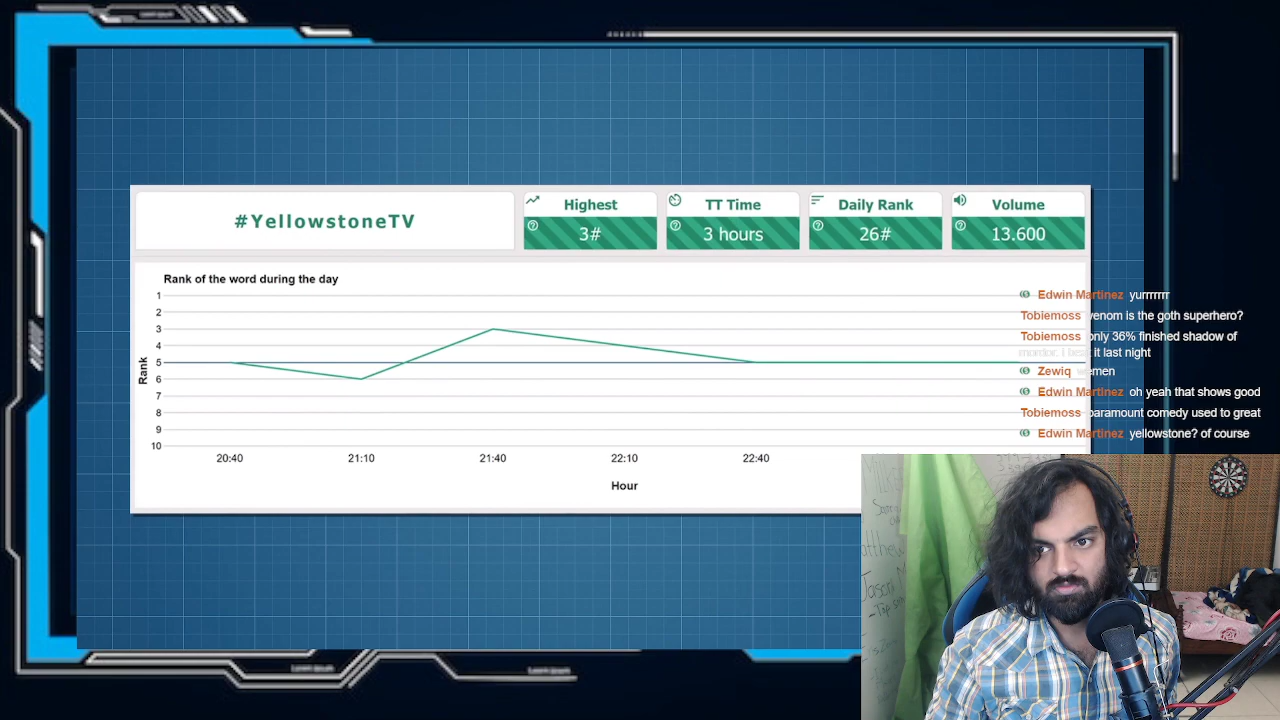 #YellowstoneTV
Highest
3#
TT Time
3 hours
Daily Rank
26#
Volume
13.600
Rank of the word during the day
1
2
3
4
5
6
7
8
9
10
Rank
20:40
21:10
21:40
22:10
22:40
Hour
Edwin Martinez yurrrrrrr
Tobiemoss venom is the goth superhero?
Tobiemoss only 36% finished shadow of
mordor. i beat it last night
Zewiq wemen
Edwin Martinez oh yeah that shows good
Tobiemoss paramount comedy used to great
Edwin Martinez yellowstone? of course